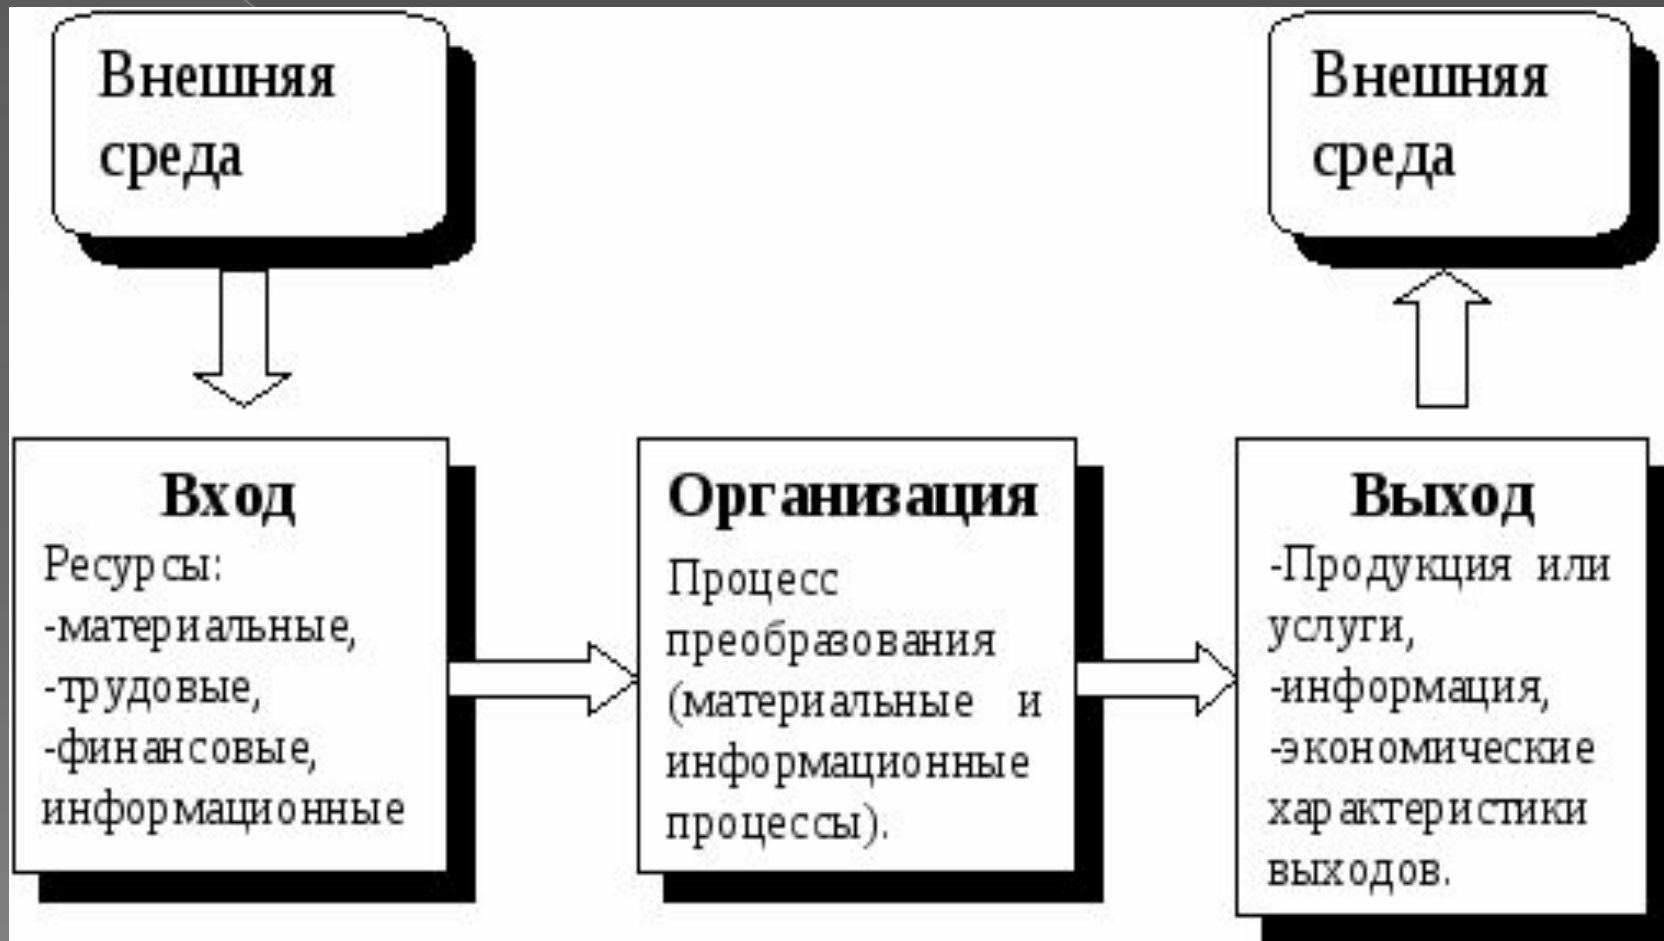 Внешняя
среда
Внешняя
среда
Вход
Ресурсы:
-материальные,
-трудовые,
-финансовые,
информационные
Организация
Процесс
преобразования
(материальные и
информационные
процессы).
Выход
-Продукция или
услуги,
-информация,
-экономические
характеристики
выходов.